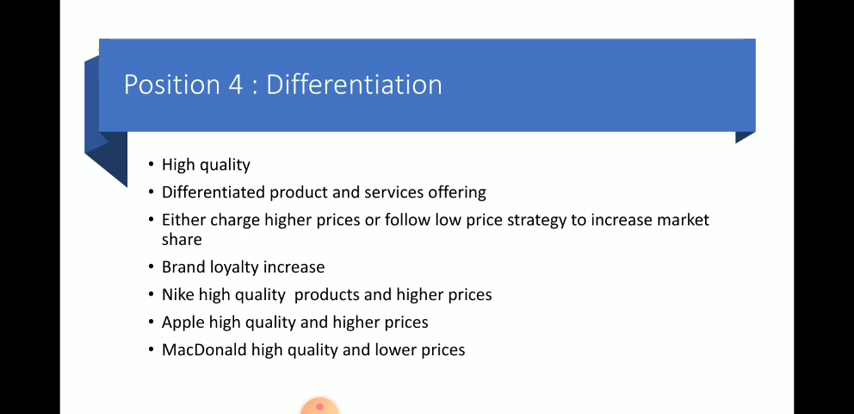 Position 4 : Differentiation
• High quality
• Differentiated product and services offering
• Either charge higher prices or follow low price strategy to increase market
share
• Brand loyalty increase
• Nike high quality  products and higher prices
• Apple high quality and higher prices
• MacDonald high quality and lower prices